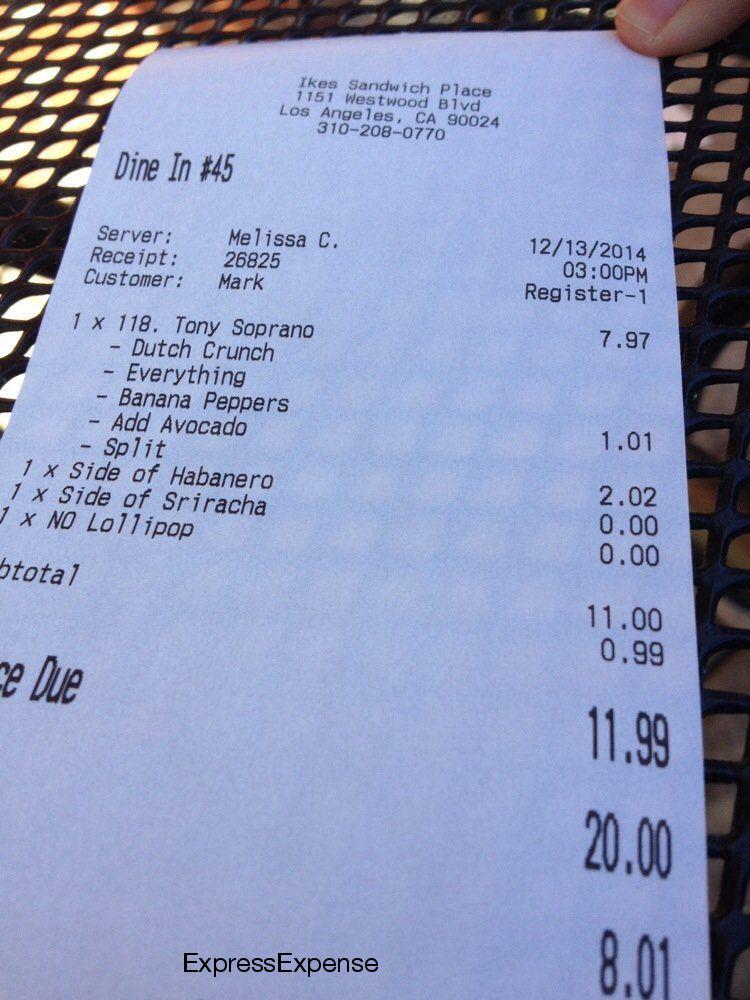 Ikes Sandwich Place
1151 Westwood Blvd
Los Angeles, CA 90024
310-208-0770
Dine In #45
Server: Melissa C. 12/13/2014
Receipt: 26825 03:00PM
Customer: Mark Register-1
1 x 118. Tony Soprano 7.97
- Dutch Crunch
- Everything
- Banana Peppers
- Add Avocado 1.01
- Split
1 x Side of Habanero 2.02
1 x Side of Sriracha 0.00
1 x NO Lollipop 0.00
btotal 11.00
0.99
ce Due 11.99
20.00
8.01
ExpressExpense